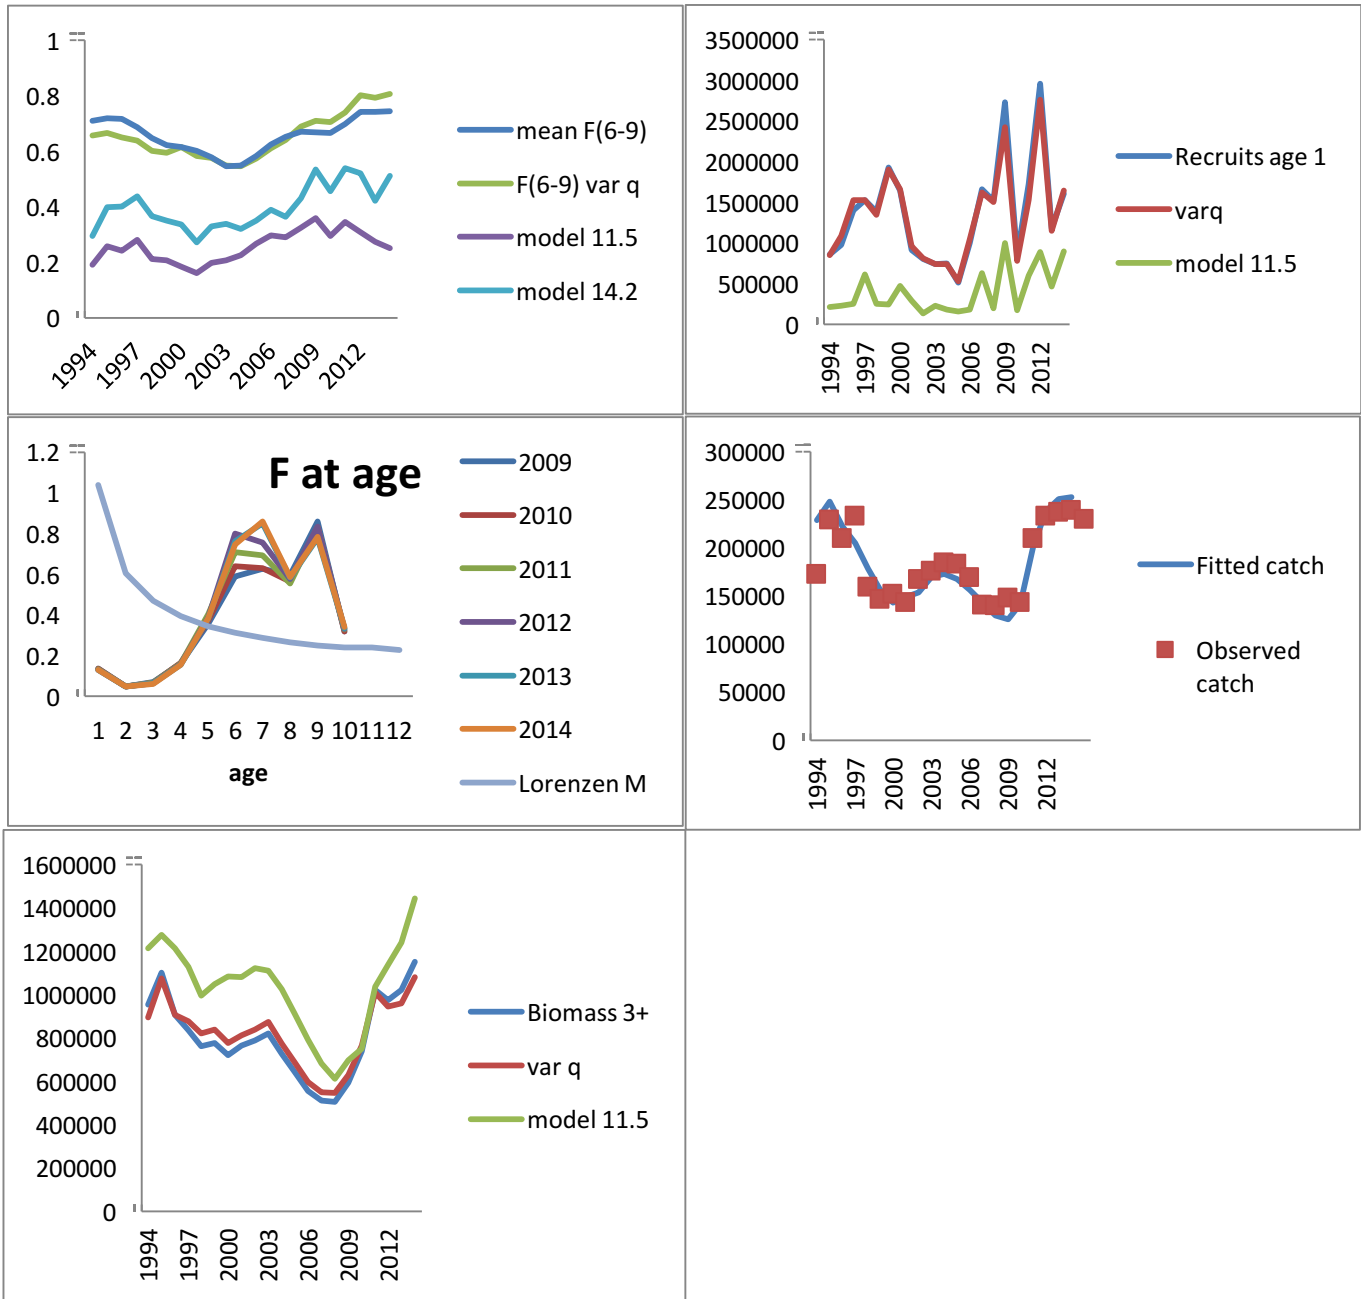 1
0.8
0.6
0.4
0.2
0
1994 1997 2000 2003 2006 2009 2012
mean F(6-9)
F(6-9) var q
model 11.5
model 14.2
3500000
3000000
2500000
2000000
1500000
1000000
500000
0
1994 1997 2000 2003 2006 2009 2012
Recruits age 1
varq
model 11.5
F at age
1.2
1
0.8
0.6
0.4
0.2
0
1 2 3 4 5 6 7 8 9 10 11 12
age
2009
2010
2011
2012
2013
2014
Lorenzen M
300000
250000
200000
150000
100000
50000
0
1994 1997 2000 2003 2006 2009 2012
Fitted catch
Observed
catch
1600000
1400000
1200000
1000000
800000
600000
400000
200000
0
1994 1997 2000 2003 2006 2009 2012
Biomass 3+
var q
model 11.5